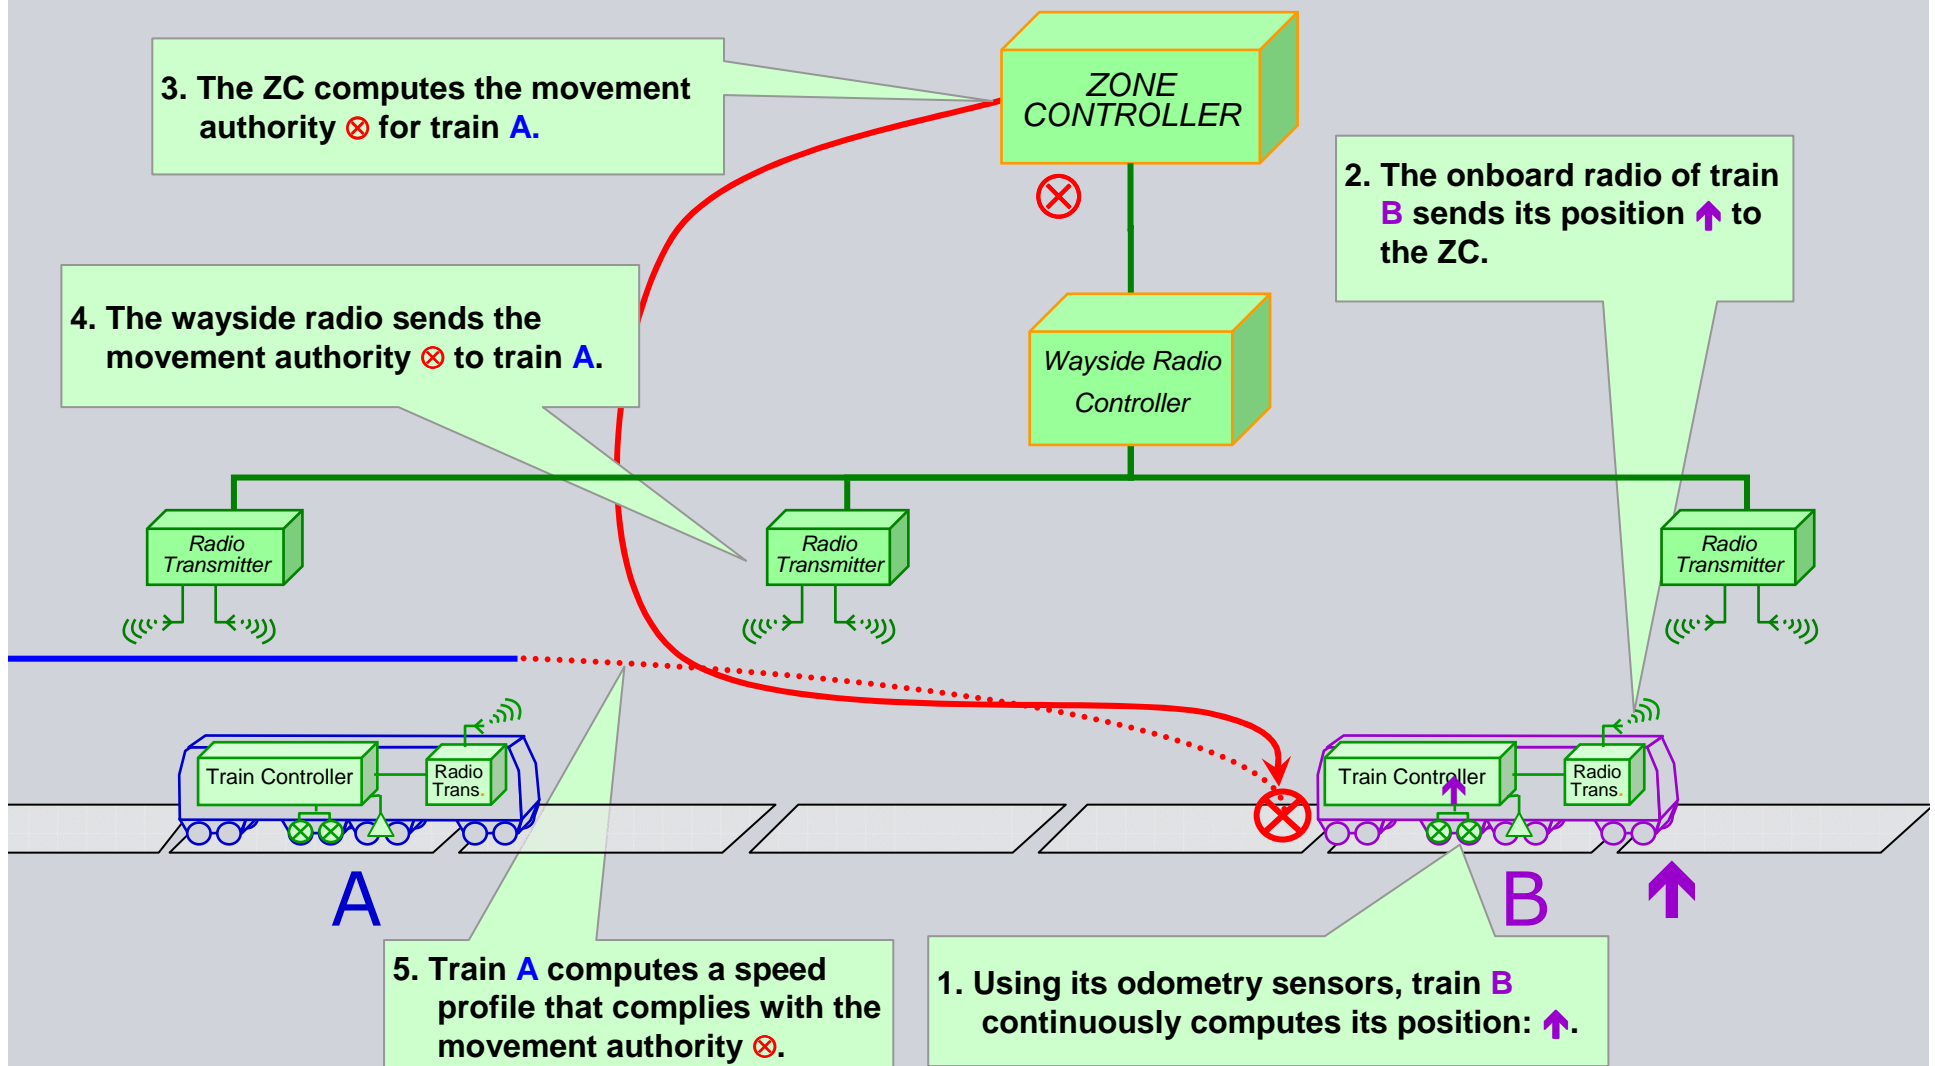 ZONE
CONTROLLER
3. The ZC computes the movement
authority ⊗ for train A.
2. The onboard radio of train
B sends its position ↑ to
the ZC.
4. The wayside radio sends the
movement authority ⊗ to train A.
Wayside Radio
Controller
Radio
Transmitter
Radio
Transmitter
Radio
Transmitter
Train Controller
Radio
Trans.
Train Controller
Radio
Trans.
A
B
5. Train A computes a speed
profile that complies with the
movement authority ⊗.
1. Using its odometry sensors, train B
continuously computes its position: ↑.